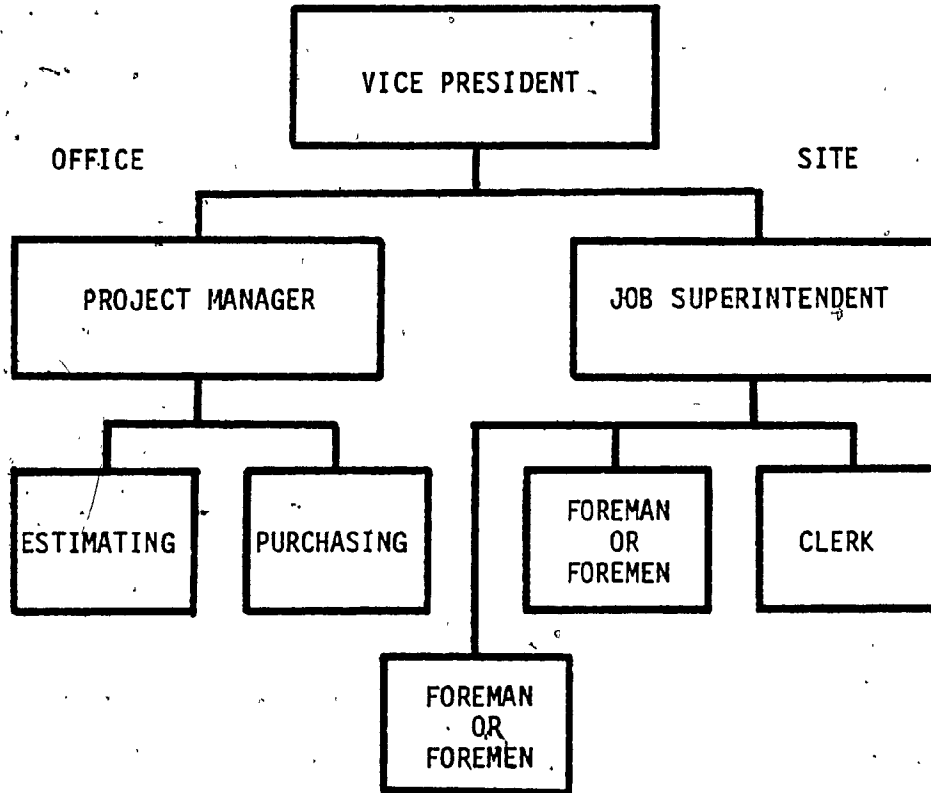 VICE PRESIDENT
OFFICE
SITE
PROJECT MANAGER
JOB SUPERINTENDENT
ESTIMATING
PURCHASING
FOREMAN
OR
FOREMEN
CLERK
FOREMAN
OR
FOREMEN